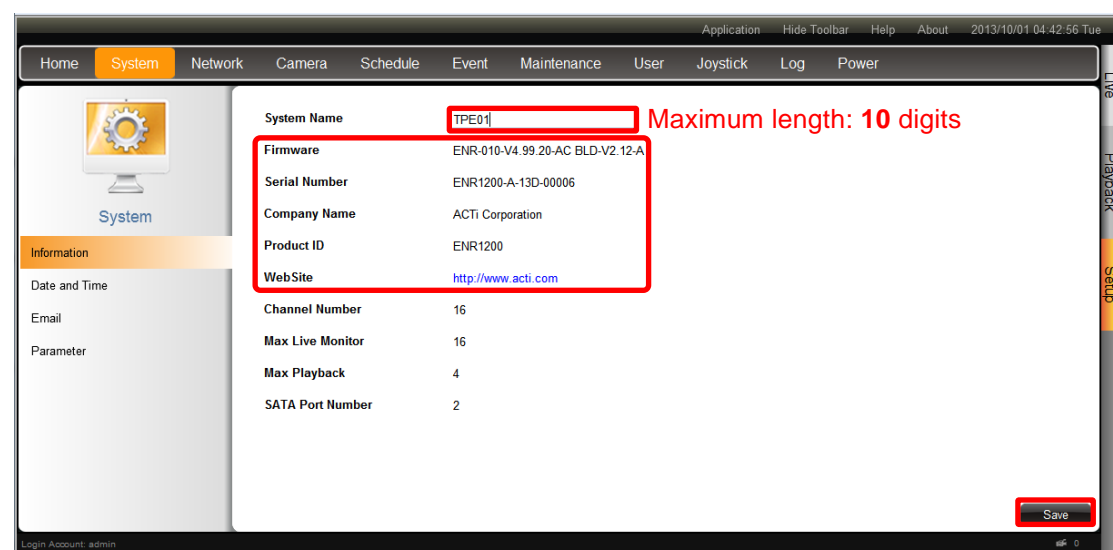 Application Hide Toolbar Help About 2013/10/01 04:42:56 Tue
Home System Network Camera Schedule Event Maintenance User Joystick Log Power
Live
Playback
Setup
System
Information
Date and Time
Email
Parameter
System Name TPE01 Maximum length: 10 digits
Firmware ENR-010-V4.99.20-AC BLD-V2.12-A
Serial Number ENR1200-A-13D-00006
Company Name ACTi Corporation
Product ID ENR1200
WebSite http://www.acti.com
Channel Number 16
Max Live Monitor 16
Max Playback 4
SATA Port Number 2
Save
Login Account: admin 0